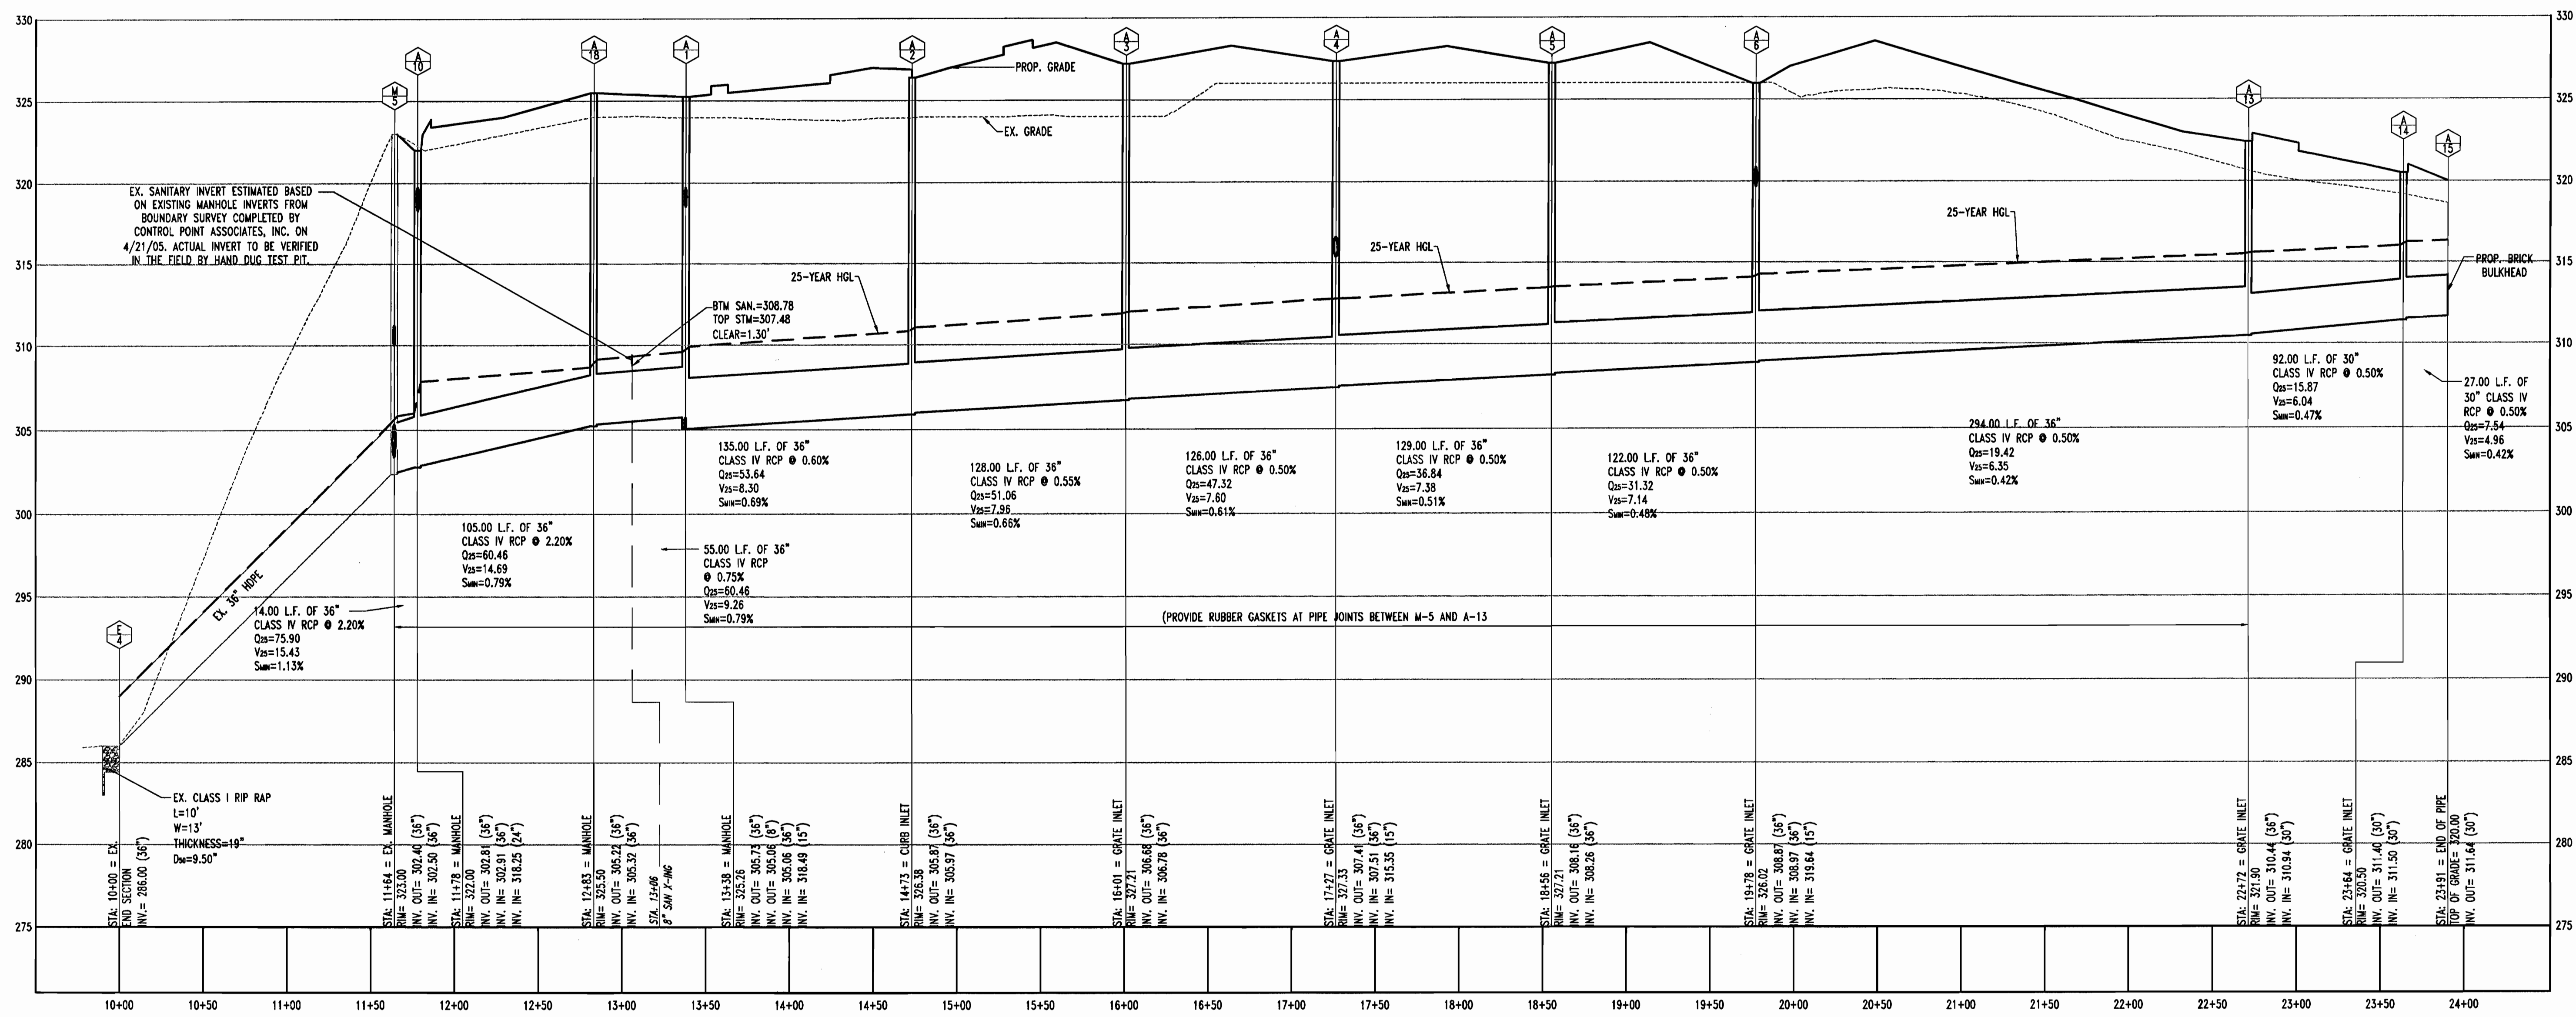 330
325
320
315
310
305
300
295
290
285
280
275
330
325
320
315
310
305
300
295
290
285
280
275
E
4
M
5
A
10
A
18
A
1
A
2
A
3
A
4
A
5
A
6
A
13
A
14
A
15
PROP. GRADE
EX. GRADE
EX. SANITARY INVERT ESTIMATED BASED
ON EXISTING MANHOLE INVERTS FROM
BOUNDARY SURVEY COMPLETED BY
CONTROL POINT ASSOCIATES, INC. ON
4/21/05. ACTUAL INVERT TO BE VERIFIED
IN THE FIELD BY HAND DUG TEST PIT.
25-YEAR HGL
25-YEAR HGL
25-YEAR HGL
BTM SAN.=308.78
TOP STM=307.48
CLEAR=1.30'
PROP. BRICK
BULKHEAD
EX. 36" HDPE
14.00 L.F. OF 36"
CLASS IV RCP @ 2.20%
Q25=75.90
V25=15.43
SMIN=1.13%
105.00 L.F. OF 36"
CLASS IV RCP @ 2.20%
Q25=60.46
V25=14.69
SMIN=0.79%
55.00 L.F. OF 36"
CLASS IV RCP
@ 0.75%
Q25=60.46
V25=9.26
SMIN=0.79%
135.00 L.F. OF 36"
CLASS IV RCP @ 0.60%
Q25=53.64
V25=8.30
SMIN=0.69%
128.00 L.F. OF 36"
CLASS IV RCP @ 0.55%
Q25=51.06
V25=7.96
SMIN=0.66%
126.00 L.F. OF 36"
CLASS IV RCP @ 0.50%
Q25=47.32
V25=7.60
SMIN=0.61%
129.00 L.F. OF 36"
CLASS IV RCP @ 0.50%
Q25=36.84
V25=7.38
SMIN=0.51%
122.00 L.F. OF 36"
CLASS IV RCP @ 0.50%
Q25=31.32
V25=7.14
SMIN=0.48%
294.00 L.F. OF 36"
CLASS IV RCP @ 0.50%
Q25=19.42
V25=6.35
SMIN=0.42%
92.00 L.F. OF 30"
CLASS IV RCP @ 0.50%
Q25=15.87
V25=6.04
SMIN=0.47%
27.00 L.F. OF
30" CLASS IV
RCP @ 0.50%
Q25=7.54
V25=4.96
SMIN=0.42%
(PROVIDE RUBBER GASKETS AT PIPE JOINTS BETWEEN M-5 AND A-13
EX. CLASS I RIP RAP
L=10'
W=13'
THICKNESS=19"
D50=9.50"
STA: 10+00 = EX.
END SECTION
INV.= 286.00 (36")
STA: 11+64 = EX. MANHOLE
RIM= 323.00
INV. OUT= 302.40 (36")
INV. IN= 302.50 (36")
STA: 11+78 = MANHOLE
RIM= 322.00
INV. OUT= 302.81 (36")
INV. IN= 302.91 (36")
INV. IN= 318.25 (24")
STA: 12+83 = MANHOLE
RIM= 325.50
INV. OUT= 305.22 (36")
INV. IN= 305.32 (36")
STA. 13+06
8" SAN X-ING
STA: 13+38 = MANHOLE
RIM= 325.26
INV. OUT= 305.73 (36")
INV. OUT= 305.06 (8")
INV. IN= 305.06 (36")
INV. IN= 318.49 (15")
STA: 14+73 = CURB INLET
RIM= 326.38
INV. OUT= 305.87 (36")
INV. IN= 305.97 (36")
STA: 16+01 = GRATE INLET
RIM= 327.21
INV. OUT= 306.68 (36")
INV. IN= 306.78 (36")
STA: 17+27 = GRATE INLET
RIM= 327.33
INV. OUT= 307.41 (36")
INV. IN= 307.51 (36")
INV. IN= 315.35 (15")
STA: 18+56 = GRATE INLET
RIM= 327.21
INV. OUT= 308.16 (36")
INV. IN= 308.26 (36")
STA: 19+78 = GRATE INLET
RIM= 326.02
INV. OUT= 308.87 (36")
INV. IN= 308.97 (36")
INV. IN= 319.64 (15")
STA: 22+72 = GRATE INLET
RIM= 321.90
INV. OUT= 310.44 (36")
INV. IN= 310.94 (30")
STA: 23+64 = GRATE INLET
RIM= 320.50
INV. OUT= 311.40 (30")
INV. IN= 311.50 (30")
STA: 23+91 = END OF PIPE
TOP OF GRADE= 320.00
INV. OUT= 311.64 (30")
10+00
10+50
11+00
11+50
12+00
12+50
13+00
13+50
14+00
14+50
15+00
15+50
16+00
16+50
17+00
17+50
18+00
18+50
19+00
19+50
20+00
20+50
21+00
21+50
22+00
22+50
23+00
23+50
24+00